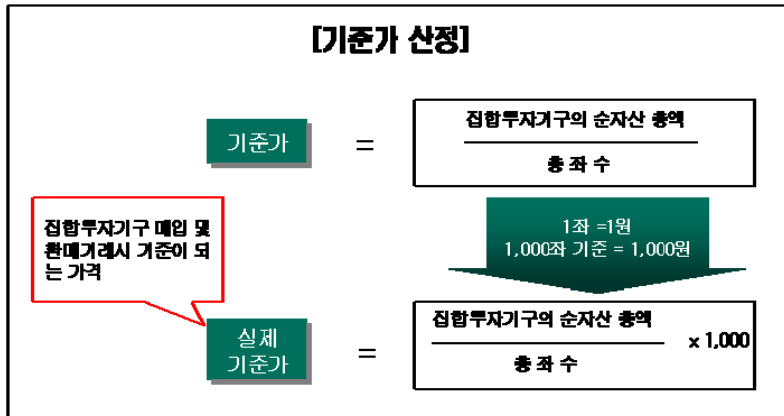 [기준가 산정]
기준가
=
집합투자기구의 순자산 총액
총 좌 수
1좌 =1원
1,000좌 기준 = 1,000원
집합투자기구 매입 및
환매거래시 기준이 되
는 가격
실제
기준가
=
집합투자기구의 순자산 총액
총 좌 수
x 1,000